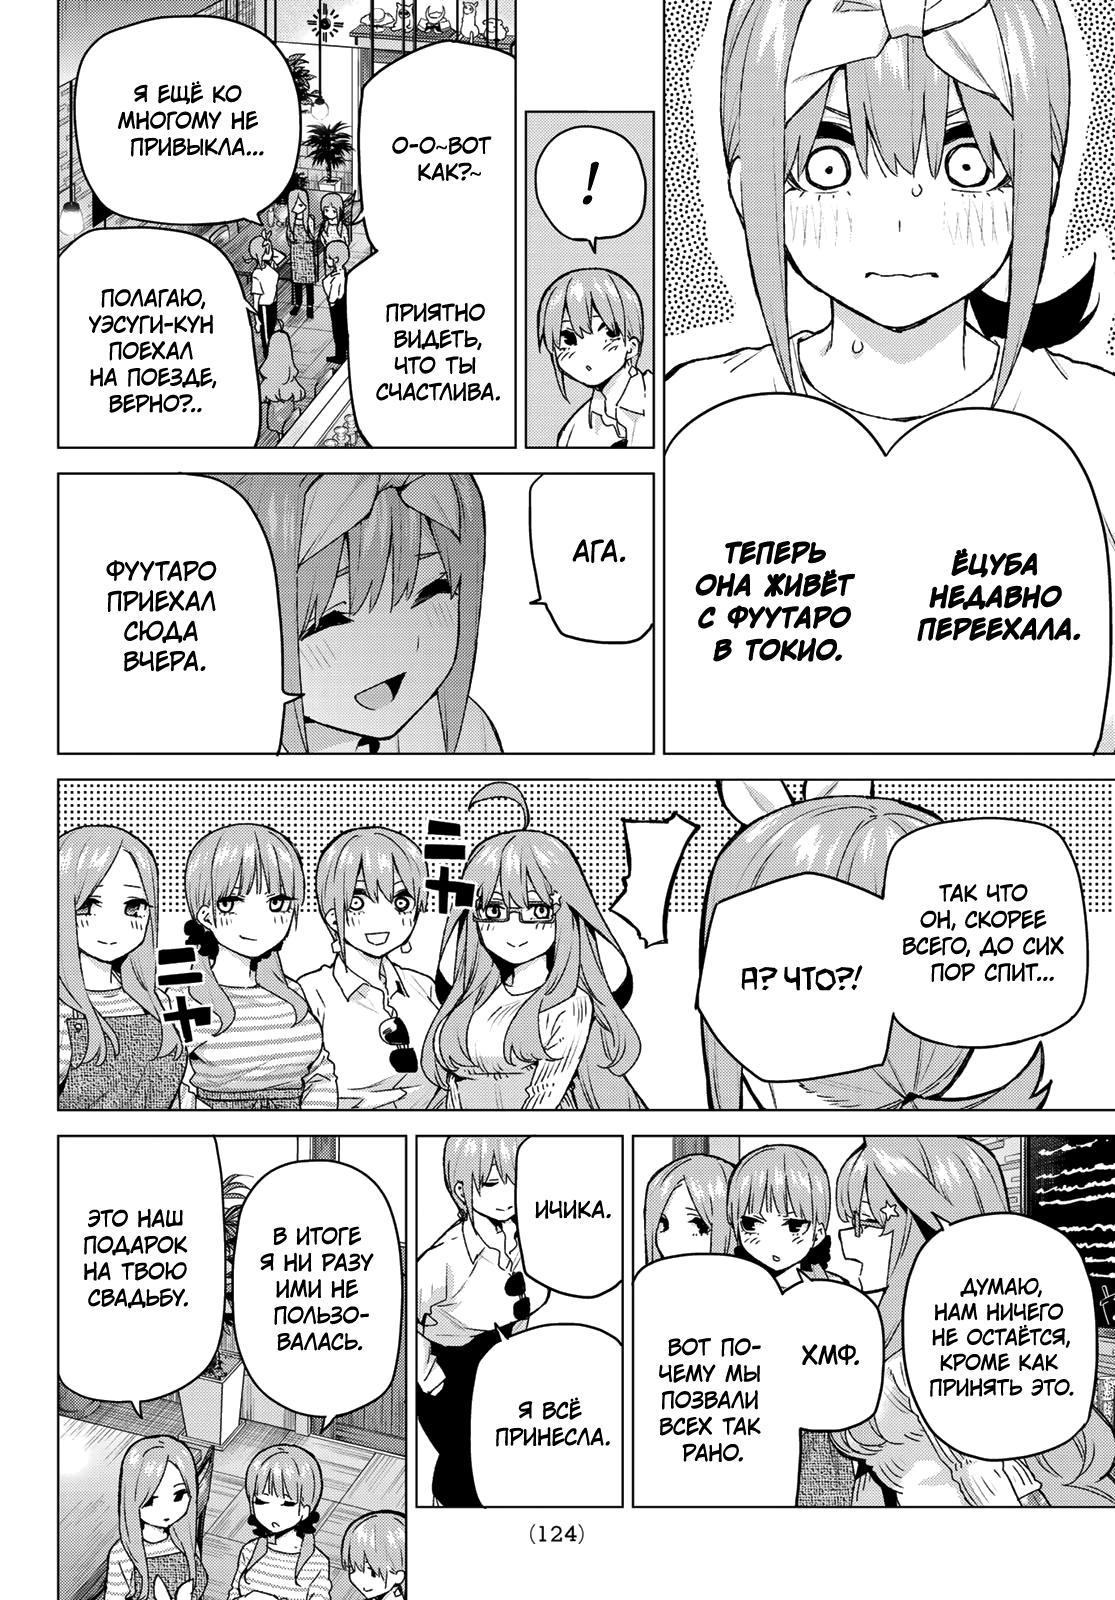 ЁЦУБА
НЕДАВНО
ПЕРЕЕХАЛА.
ТЕПЕРЬ
ОНА ЖИВЁТ
С ФУУТАРО
В ТОКИО.
!
О-О~ВОТ
КАК?~
ПРИЯТНО
ВИДЕТЬ,
ЧТО ТЫ
СЧАСТЛИВА.
Я ЕЩЁ КО
МНОГОМУ НЕ
ПРИВЫКЛА...
ПОЛАГАЮ,
УЭСУГИ-КУН
ПОЕХАЛ
НА ПОЕЗДЕ,
ВЕРНО?..
АГА.
ФУУТАРО
ПРИЕХАЛ
СЮДА
ВЧЕРА.
ТАК ЧТО
ОН, СКОРЕЕ
ВСЕГО, ДО СИХ
ПОР СПИТ...
А? ЧТО?!
ニヤ
ニヤ
ДУМАЮ,
НАМ НИЧЕГО
НЕ ОСТАЁТСЯ,
КРОМЕ КАК
ПРИНЯТЬ ЭТО.
ХМФ.
ВОТ ПО-
ЧЕМУ МЫ
ПОЗВАЛИ
ВСЕХ ТАК
РАНО.
ИЧИКА.
Я ВСЁ
ПРИНЕСЛА.
В ИТОГЕ
Я НИ РАЗУ
ИМИ НЕ
ПОЛЬЗО-
ВАЛАСЬ.
ЭТО НАШ
ПОДАРОК
НА ТВОЮ
СВАДЬБУ.
(124)